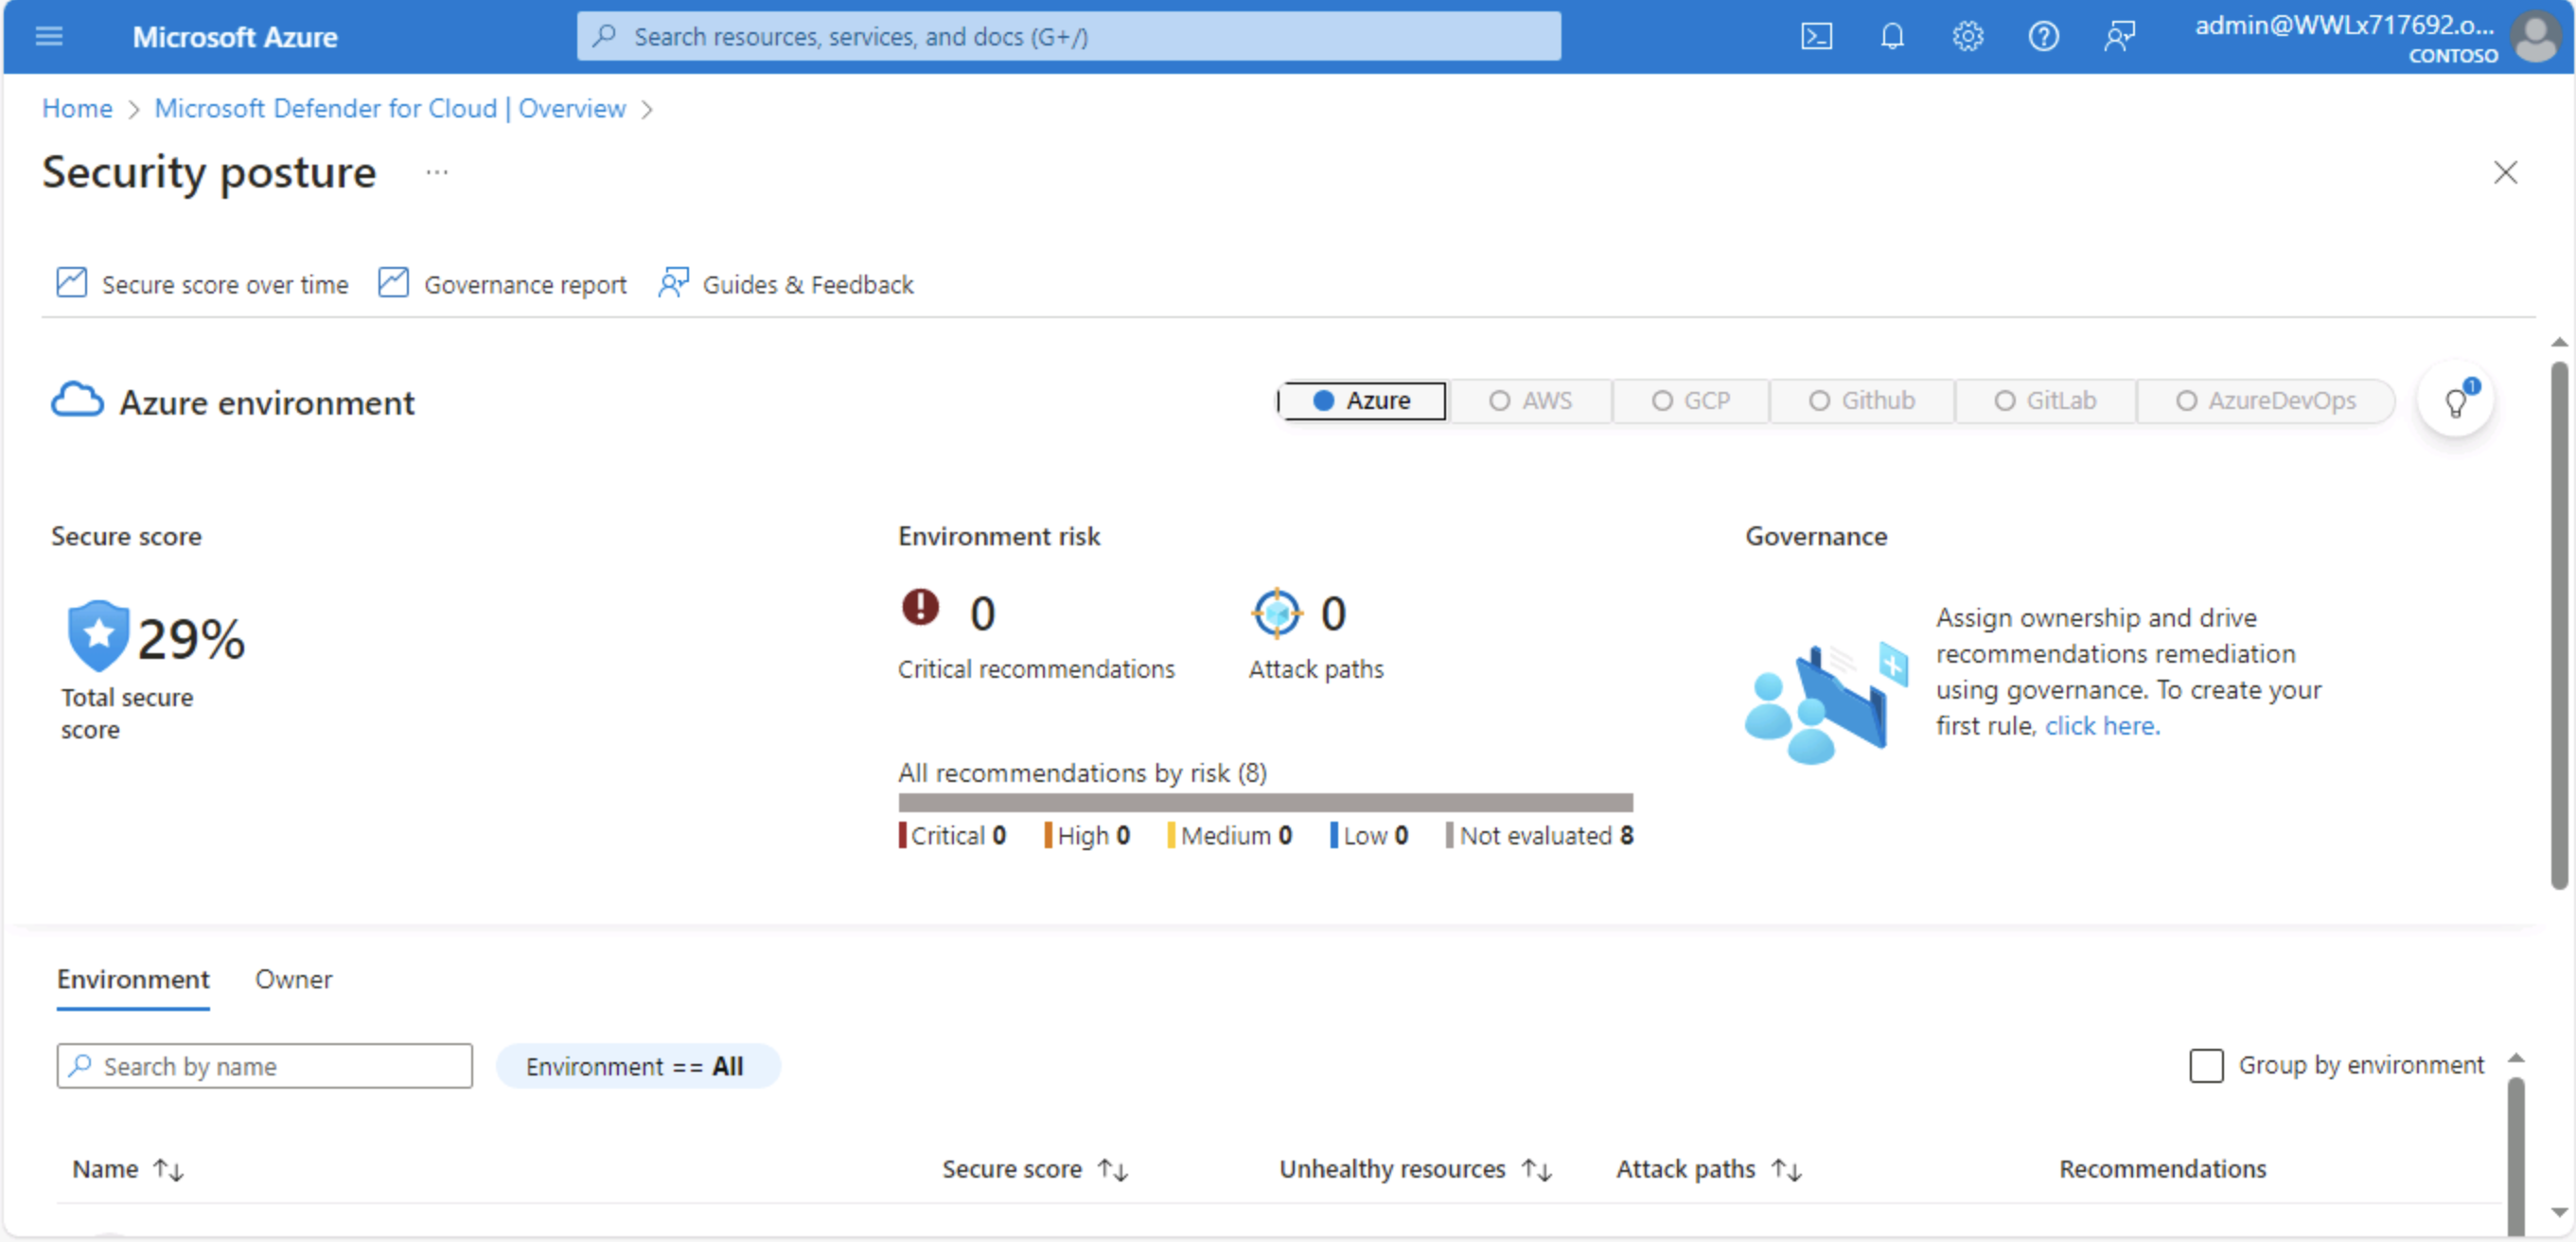 Microsoft Azure
Search resources, services, and docs (G+/)
admin@WWLx717692.o...
CONTOSO
Home > Microsoft Defender for Cloud | Overview >
Security posture ...
Secure score over time
Governance report
Guides & Feedback
Azure environment
Azure
AWS
GCP
Github
GitLab
AzureDevOps
1
Secure score
29%
Total secure
score
Environment risk
0
Critical recommendations
0
Attack paths
All recommendations by risk (8)
Critical 0
High 0
Medium 0
Low 0
Not evaluated 8
Governance
Assign ownership and drive
recommendations remediation
using governance. To create your
first rule, click here.
Environment
Owner
Search by name
Environment == All
Group by environment
Name
Secure score
Unhealthy resources
Attack paths
Recommendations